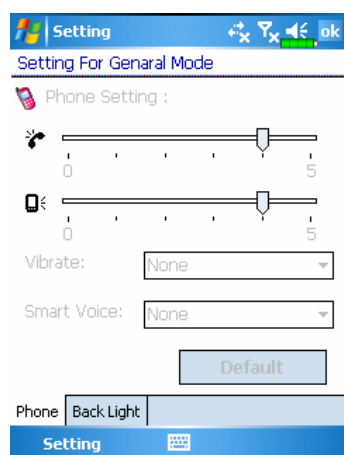 Setting
ok
Setting For Genaral Mode
Phone Setting :
0 5
0 5
Vibrate: None
Smart Voice: None
Default
Phone Back Light
Setting